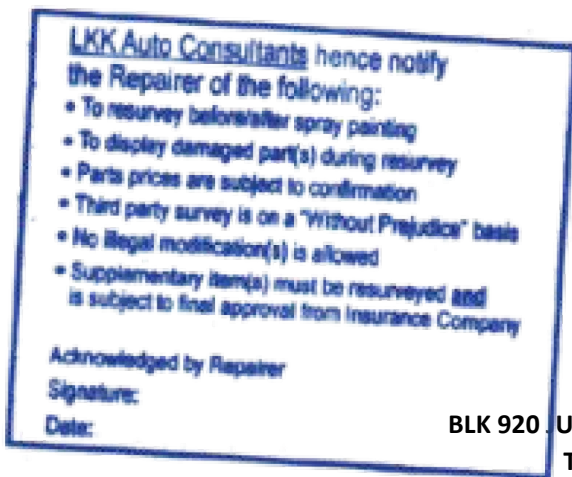 LKK Auto Consultants hence notify
the Repairer of the following:
• To resurvey before/after spray painting
• To display damaged part(s) during resurvey
• Parts prices are subject to confirmation
• Third party survey is on a "Without Prejudice" basis
• No illegal modification(s) is allowed
• Supplementary item(s) must be resurveyed and
is subject to final approval from Insurance Company
Acknowledged by Repairer
Signature:
Date:
BLK 920 JU
T